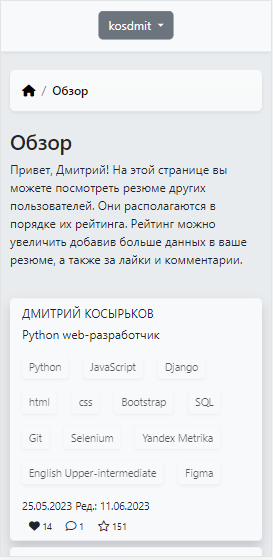 kosdmit
/ Обзор
Обзор
Привет, Дмитрий! На этой странице вы
можете посмотреть резюме других
пользователей. Они располагаются в
порядке их рейтинга. Рейтинг можно
увеличить добавив больше данных в ваше
резюме, а также за лайки и комментарии.
ДМИТРИЙ КОСЫРЬКОВ
Python web-разработчик
Python JavaScript Django
html css Bootstrap SQL
Git Selenium Yandex Metrika
English Upper-intermediate Figma
25.05.2023 Ред.: 11.06.2023
14 1 151